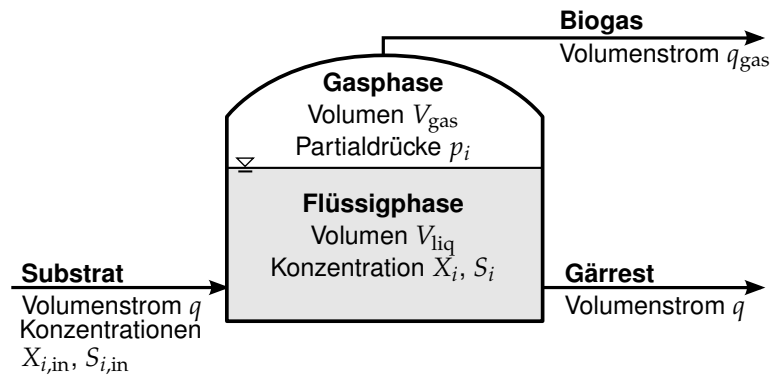 Biogas
Volumenstrom q_gas
Gasphase
Volumen V_gas
Partialdrücke p_i
Flüssigphase
Volumen V_liq
Konzentration X_i, S_i
Substrat
Volumenstrom q
Konzentrationen
X_i,in, S_i,in
Gärrest
Volumenstrom q